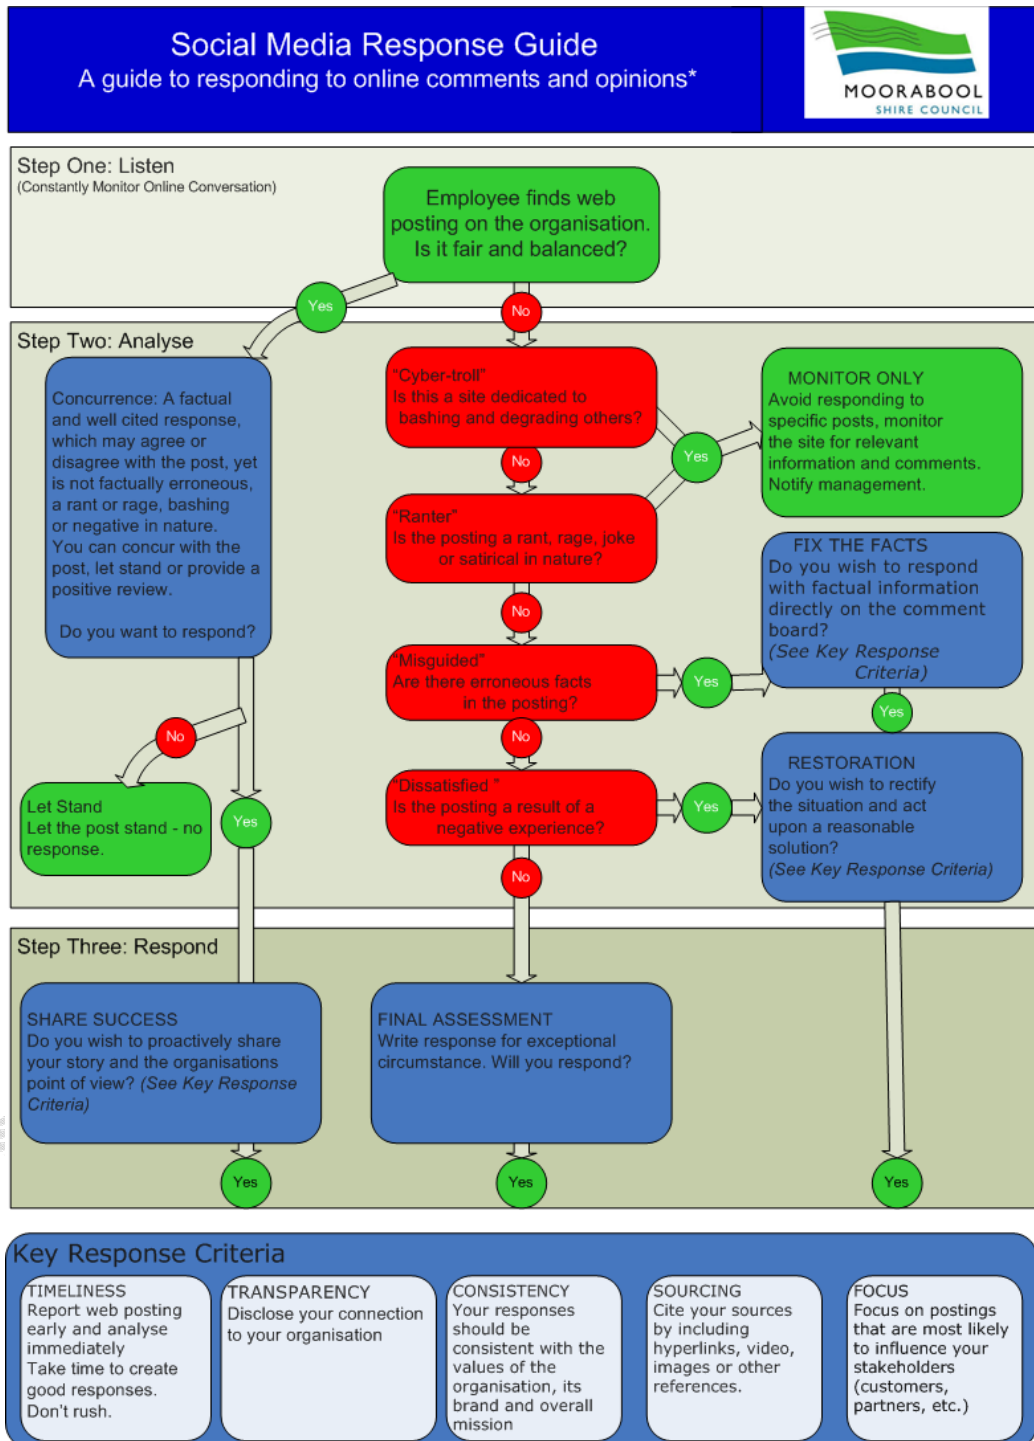 Social Media Response Guide
A guide to responding to online comments and opinions*
MOORABOOL
SHIRE COUNCIL
Step One: Listen
(Constantly Monitor Online Conversation)
Employee finds web
posting on the organisation.
Is it fair and balanced?
Yes
No
Step Two: Analyse
Concurrence: A factual
and well cited response,
which may agree or
disagree with the post, yet
is not factually erroneous,
a rant or rage, bashing
or negative in nature.
You can concur with the
post, let stand or provide a
positive review.
Do you want to respond?
No
Let Stand
Let the post stand - no
response.
Yes
"Cyber-troll"
Is this a site dedicated to
bashing and degrading others?
No
Yes
MONITOR ONLY
Avoid responding to
specific posts, monitor
the site for relevant
information and comments.
Notify management.
"Ranter"
Is the posting a rant, rage, joke
or satirical in nature?
No
"Misguided"
Are there erroneous facts
in the posting?
Yes
FIX THE FACTS
Do you wish to respond
with factual information
directly on the comment
board?
(See Key Response
Criteria)
Yes
No
"Dissatisfied "
Is the posting a result of a
negative experience?
Yes
RESTORATION
Do you wish to rectify
the situation and act
upon a reasonable
solution?
(See Key Response Criteria)
No
Step Three: Respond
SHARE SUCCESS
Do you wish to proactively share
your story and the organisations
point of view? (See Key Response
Criteria)
Yes
FINAL ASSESSMENT
Write response for exceptional
circumstance. Will you respond?
Yes
Yes
Key Response Criteria
TIMELINESS
Report web posting
early and analyse
immediately
Take time to create
good responses.
Don't rush.
TRANSPARENCY
Disclose your connection
to your organisation
CONSISTENCY
Your responses
should be
consistent with the
values of the
organisation, its
brand and overall
mission
SOURCING
Cite your sources
by including
hyperlinks, video,
images or other
references.
FOCUS
Focus on postings
that are most likely
to influence your
stakeholders
(customers,
partners, etc.)